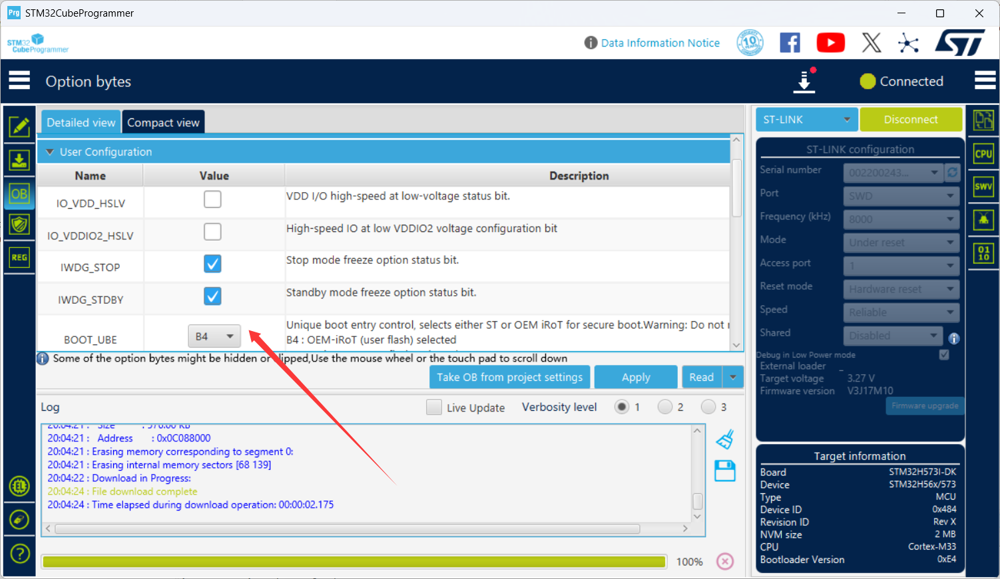 Prg STM32CubeProgrammer
STM32
CubeProgrammer
Data Information Notice
10
Option bytes
Connected
Detailed view
Compact view
ST-LINK
Disconnect
User Configuration
ST-LINK configuration
Name Value Description
Serial number 002200243...
IO_VDD_HSLV VDD I/O high-speed at low-voltage status bit.
Port SWD
Frequency (kHz) 8000
IO_VDDIO2_HSLV High-speed IO at low VDDIO2 voltage configuration bit
Mode Under reset
IWDG_STOP Stop mode freeze option status bit.
Access port 1
Reset mode Hardware reset
IWDG_STDBY Standby mode freeze option status bit.
Speed Reliable
BOOT_UBE B4 Unique boot entry control, selects either ST or OEM iRoT for secure boot.Warning: Do not
B4 : OEM-iRoT (user flash) selected
Shared Disabled
Some of the option bytes might be hidden or clipped,Use the mouse wheel or the touch pad to scroll down
Debug in Low Power mode
External loader _
Target voltage 3.27 V
Firmware version V3J17M10
Firmware upgrade
Take OB from project settings
Apply
Read
Log
Live Update
Verbosity level 1 2 3
20:04:21 : Size : 576.00 KB
20:04:21 : Address : 0x0C088000
20:04:21 : Erasing memory corresponding to segment 0:
20:04:21 : Erasing internal memory sectors [68 139]
20:04:22 : Download in Progress:
20:04:24 : File download complete
20:04:24 : Time elapsed during download operation: 00:00:02.175
100%
Target information
Board STM32H573I-DK
Device STM32H56x/573
Type MCU
Device ID 0x484
Revision ID Rev X
NVM size 2 MB
CPU Cortex-M33
Bootloader Version 0xE4
OB
REG
EL
?
CPU
SWV
01
10